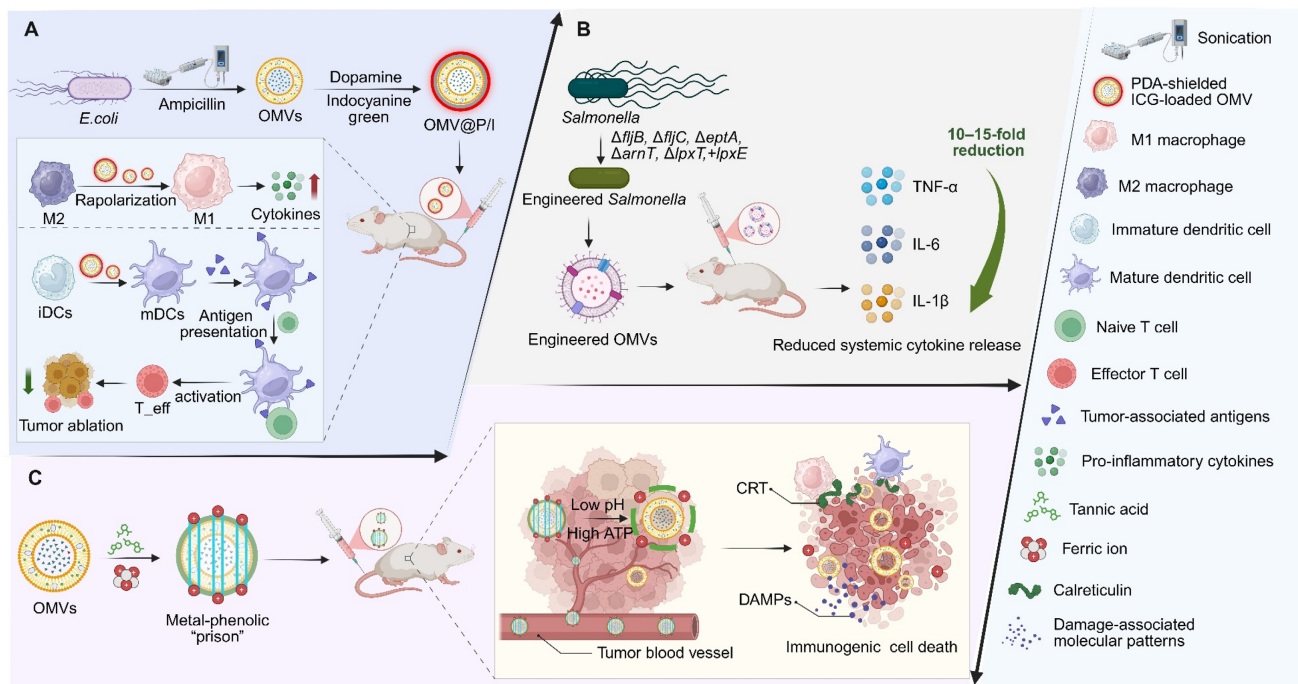 A
E.coli
Ampicillin
OMVs
Dopamine
Indocyanine
green
OMV@P/I
M2
Rapolarization
M1
Cytokines
iDCs
mDCs
Antigen
presentation
activation
T_eff
Tumor ablation
B
Salmonella
ΔfljB, ΔfljC, ΔeptA,
ΔarnT, ΔlpxT,+lpxE
Engineered Salmonella
Engineered OMVs
TNF-α
IL-6
IL-1β
10–15-fold
reduction
Reduced systemic cytokine release
C
OMVs
Metal-phenolic
“prison”
Low pH
High ATP
Tumor blood vessel
CRT
DAMPs
Immunogenic cell death
Sonication
PDA-shielded
ICG-loaded OMV
M1 macrophage
M2 macrophage
Immature dendritic cell
Mature dendritic cell
Naive T cell
Effector T cell
Tumor-associated antigens
Pro-inflammatory cytokines
Tannic acid
Ferric ion
Calreticulin
Damage-associated
molecular patterns